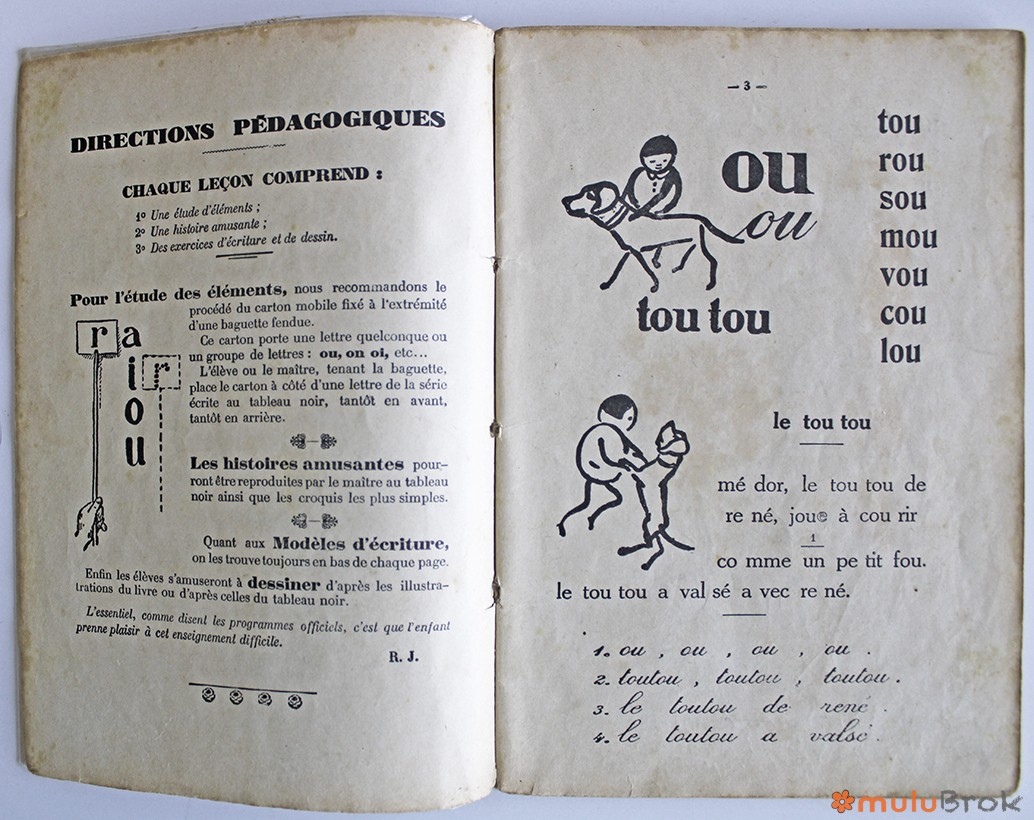 DIRECTIONS PÉDAGOGIQUES
CHAQUE LEÇON COMPREND :
1º Une étude d'éléments ;
2º Une histoire amusante ;
3º Des exercices d'écriture et de dessin.
Pour l'étude des éléments, nous recommandons le
procédé du carton mobile fixé à l'extrémité
d'une baguette fendue.
Ce carton porte une lettre quelconque ou
un groupe de lettres : ou, on oi, etc...
L'élève ou le maître, tenant la baguette,
place le carton à côté d'une lettre de la série
écrite au tableau noir, tantôt en avant,
tantôt en arrière.
r a
i r
o
u
Les histoires amusantes pour-
ront être reproduites par le maître au tableau
noir ainsi que les croquis les plus simples.
Quant aux Modèles d'écriture,
on les trouve toujours en bas de chaque page.
Enfin les élèves s'amuseront à dessiner d'après les illustra-
trations du livre ou d'après celles du tableau noir.
L'essentiel, comme disent les programmes officiels, c'est que l'enfant
prenne plaisir à cet enseignement difficile.
R. J.
— 3 —
ou
ou
tou tou
tou
rou
sou
mou
vou
cou
lou
le tou tou
mé dor, le tou tou de
re né, joue à cou rir
1
co mme un pe tit fou.
le tou tou a val sé a vec re né.
1. ou , ou , ou , ou .
2. toutou , toutou , toutou .
3. le toutou de rené .
4. le toutou a valsé .
muluBrok